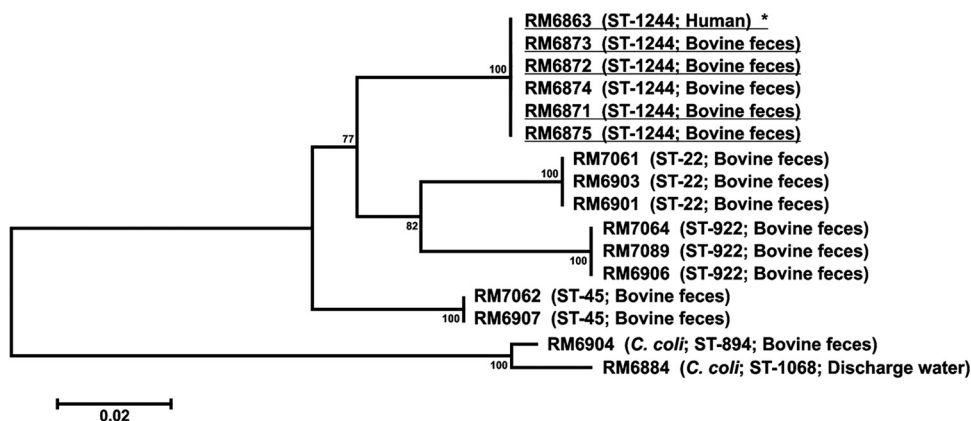 RM6863 (ST-1244; Human) *
RM6873 (ST-1244; Bovine feces)
100
RM6872 (ST-1244; Bovine feces)
RM6874 (ST-1244; Bovine feces)
RM6871 (ST-1244; Bovine feces)
RM6875 (ST-1244; Bovine feces)
77
RM7061 (ST-22; Bovine feces)
100
RM6903 (ST-22; Bovine feces)
RM6901 (ST-22; Bovine feces)
82
RM7064 (ST-922; Bovine feces)
RM7089 (ST-922; Bovine feces)
100
RM6906 (ST-922; Bovine feces)
RM7062 (ST-45; Bovine feces)
100
RM6907 (ST-45; Bovine feces)
RM6904 (C. coli; ST-894; Bovine feces)
100
RM6884 (C. coli; ST-1068; Discharge water)
0.02